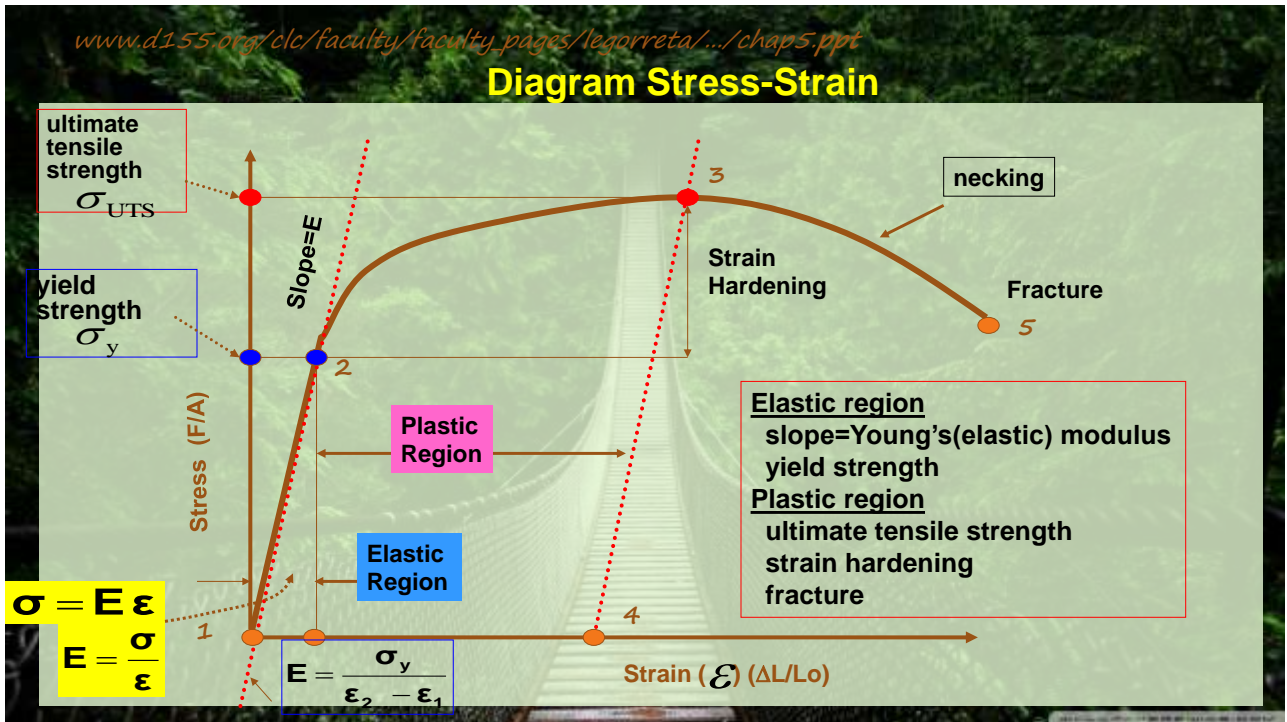 www.d155.org/clc/faculty/faculty_pages/legorreta/.../chap5.ppt
Diagram Stress-Strain
ultimate
tensile
strength
σ UTS
yield
strength
σ y
Slope=E
2
3
necking
Strain
Hardening
Fracture
5
Stress (F/A)
Plastic
Region
Elastic
Region
Elastic region
slope=Young's(elastic) modulus
yield strength
Plastic region
ultimate tensile strength
strain hardening
fracture
σ = E ε
E = σ / ε
1
4
E = σy / ε2 - ε1
Strain (ε) (ΔL/Lo)